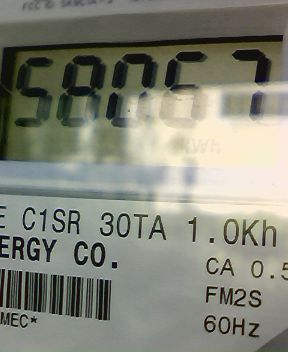 58067
kWh
E C1SR 30TA 1.0Kh
ERGY CO.
CA 0.5
FM2S
MEC*
60Hz